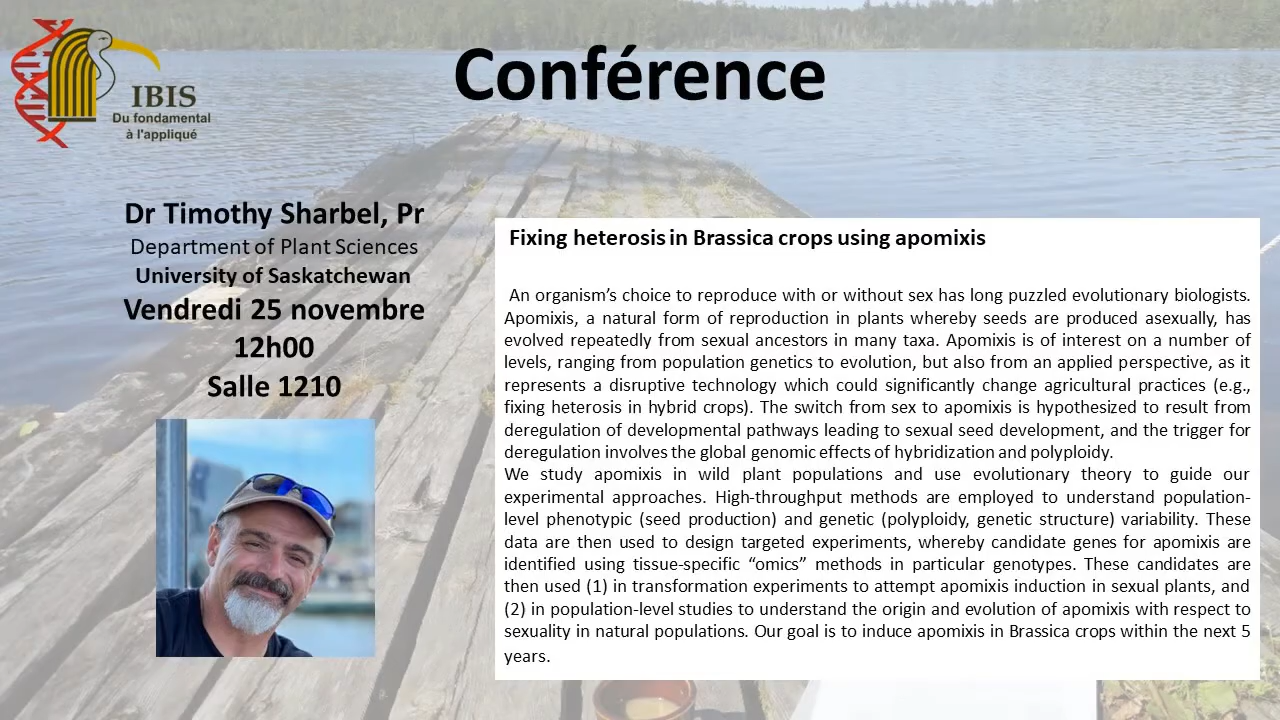 IBIS
Du fondamental
à l'appliqué
Conférence
Dr Timothy Sharbel, Pr
Department of Plant Sciences
University of Saskatchewan
Vendredi 25 novembre
12h00
Salle 1210
Fixing heterosis in Brassica crops using apomixis
An organism’s choice to reproduce with or without sex has long puzzled evolutionary biologists.
Apomixis, a natural form of reproduction in plants whereby seeds are produced asexually, has
evolved repeatedly from sexual ancestors in many taxa. Apomixis is of interest on a number of
levels, ranging from population genetics to evolution, but also from an applied perspective, as it
represents a disruptive technology which could significantly change agricultural practices (e.g.,
fixing heterosis in hybrid crops). The switch from sex to apomixis is hypothesized to result from
deregulation of developmental pathways leading to sexual seed development, and the trigger for
deregulation involves the global genomic effects of hybridization and polyploidy.
We study apomixis in wild plant populations and use evolutionary theory to guide our
experimental approaches. High-throughput methods are employed to understand population-
level phenotypic (seed production) and genetic (polyploidy, genetic structure) variability. These
data are then used to design targeted experiments, whereby candidate genes for apomixis are
identified using tissue-specific “omics” methods in particular genotypes. These candidates are
then used (1) in transformation experiments to attempt apomixis induction in sexual plants, and
(2) in population-level studies to understand the origin and evolution of apomixis with respect to
sexuality in natural populations. Our goal is to induce apomixis in Brassica crops within the next 5
years.